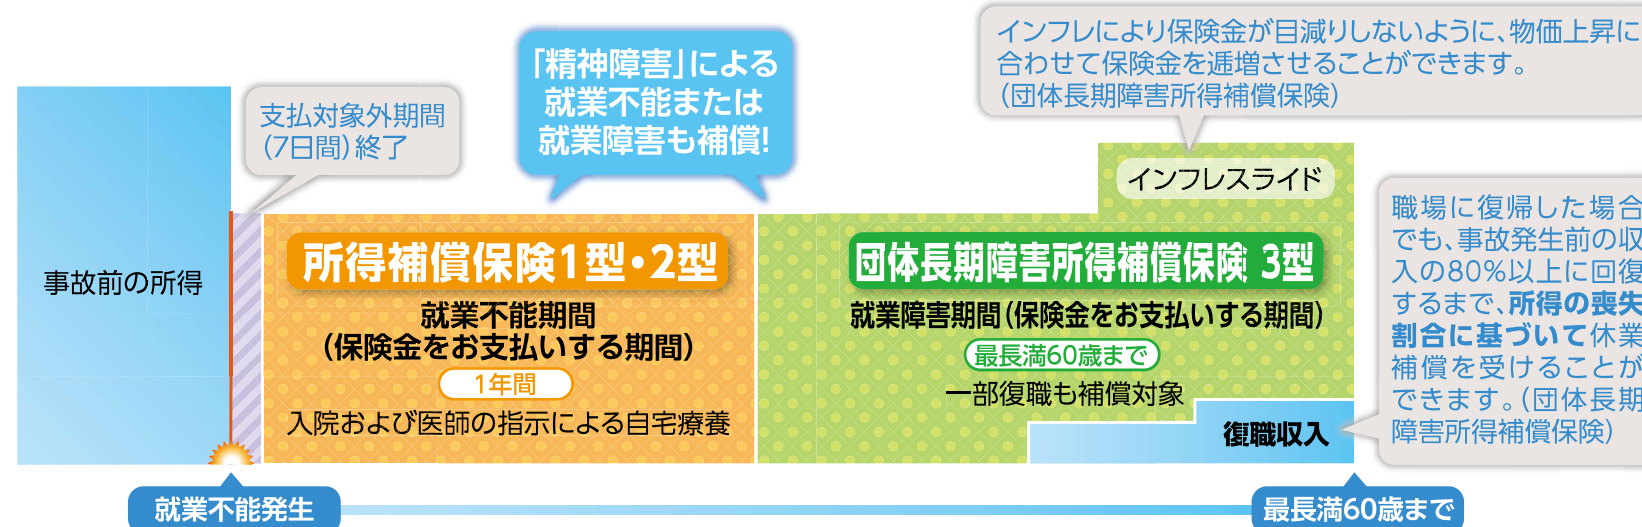 インフレにより保険金が目減りしないように、物価上昇に
合わせて保険金を逓増させることができます。
（団体長期障害所得補償保険）
「精神障害」による
就業不能または
就業障害も補償!
支払対象外期間
（7日間）終了
インフレスライド
職場に復帰した場合
でも、事故発生前の収
入の80%以上に回復
するまで、所得の喪失
割合に基づいて休業
補償を受けることが
できます。（団体長期
障害所得補償保険）
事故前の所得
所得補償保険1型・2型
就業不能期間
（保険金をお支払いする期間）
1年間
入院および医師の指示による自宅療養
団体長期障害所得補償保険 3型
就業障害期間（保険金をお支払いする期間）
最長満60歳まで
一部復職も補償対象
復職収入
就業不能発生
最長満60歳まで